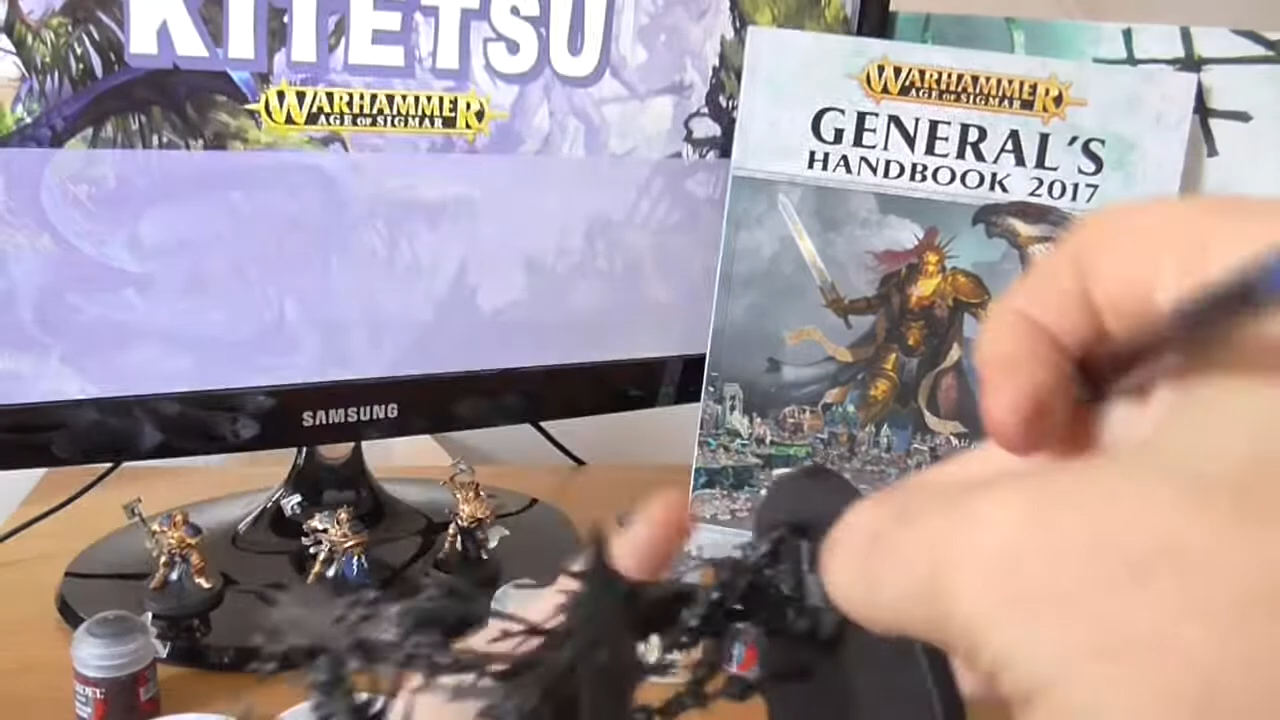 KITETSU
WARHAMMER
AGE OF SIGMAR
WARHAMMER
AGE OF SIGMAR
GENERAL'S
HANDBOOK 2017
SAMSUNG